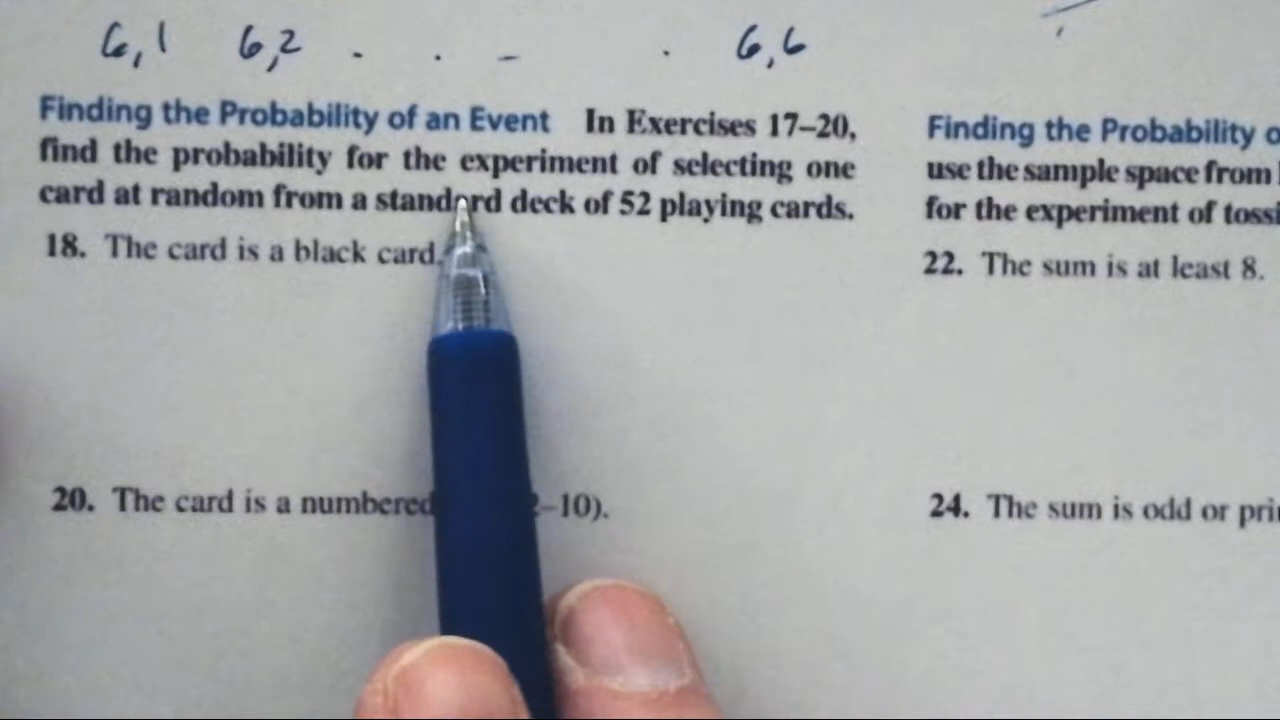 6,1 6,2 . . - . 6,6
Finding the Probability of an Event In Exercises 17–20,
find the probability for the experiment of selecting one
card at random from a standard deck of 52 playing cards.
18. The card is a black card.
20. The card is a numbered –10).
Finding the Probability
use the sample space from
for the experiment of
22. The sum is at least 8.
24. The sum is odd or